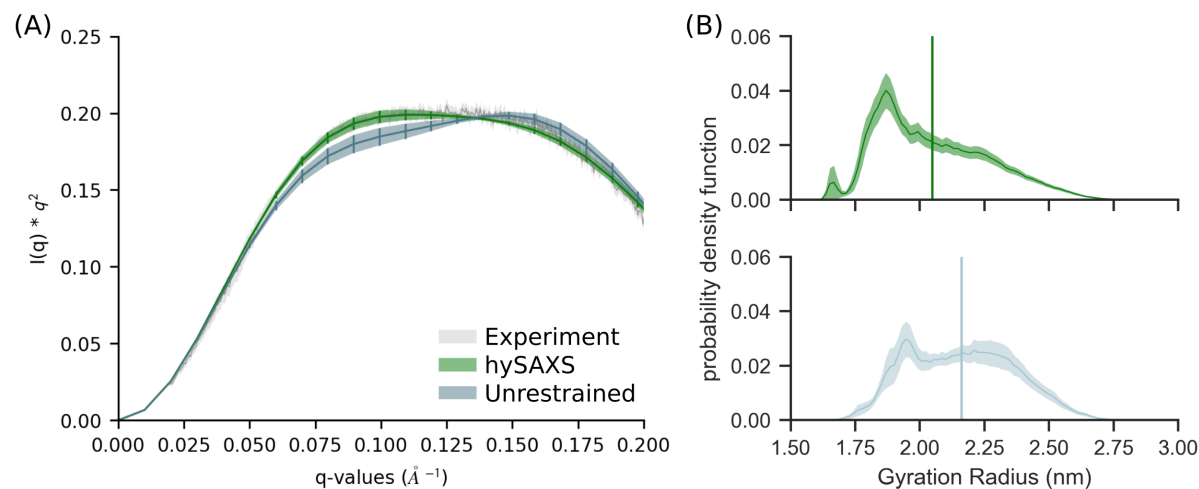 (A)
0.25
0.20
0.15
0.10
0.05
0.00
I(q) * q²
0.000 0.025 0.050 0.075 0.100 0.125 0.150 0.175 0.200
q-values (Å ⁻¹)
Experiment
hySAXS
Unrestrained
(B)
0.06
0.04
0.02
0.00
0.06
0.04
0.02
0.00
probability density function
1.50 1.75 2.00 2.25 2.50 2.75 3.00
Gyration Radius (nm)